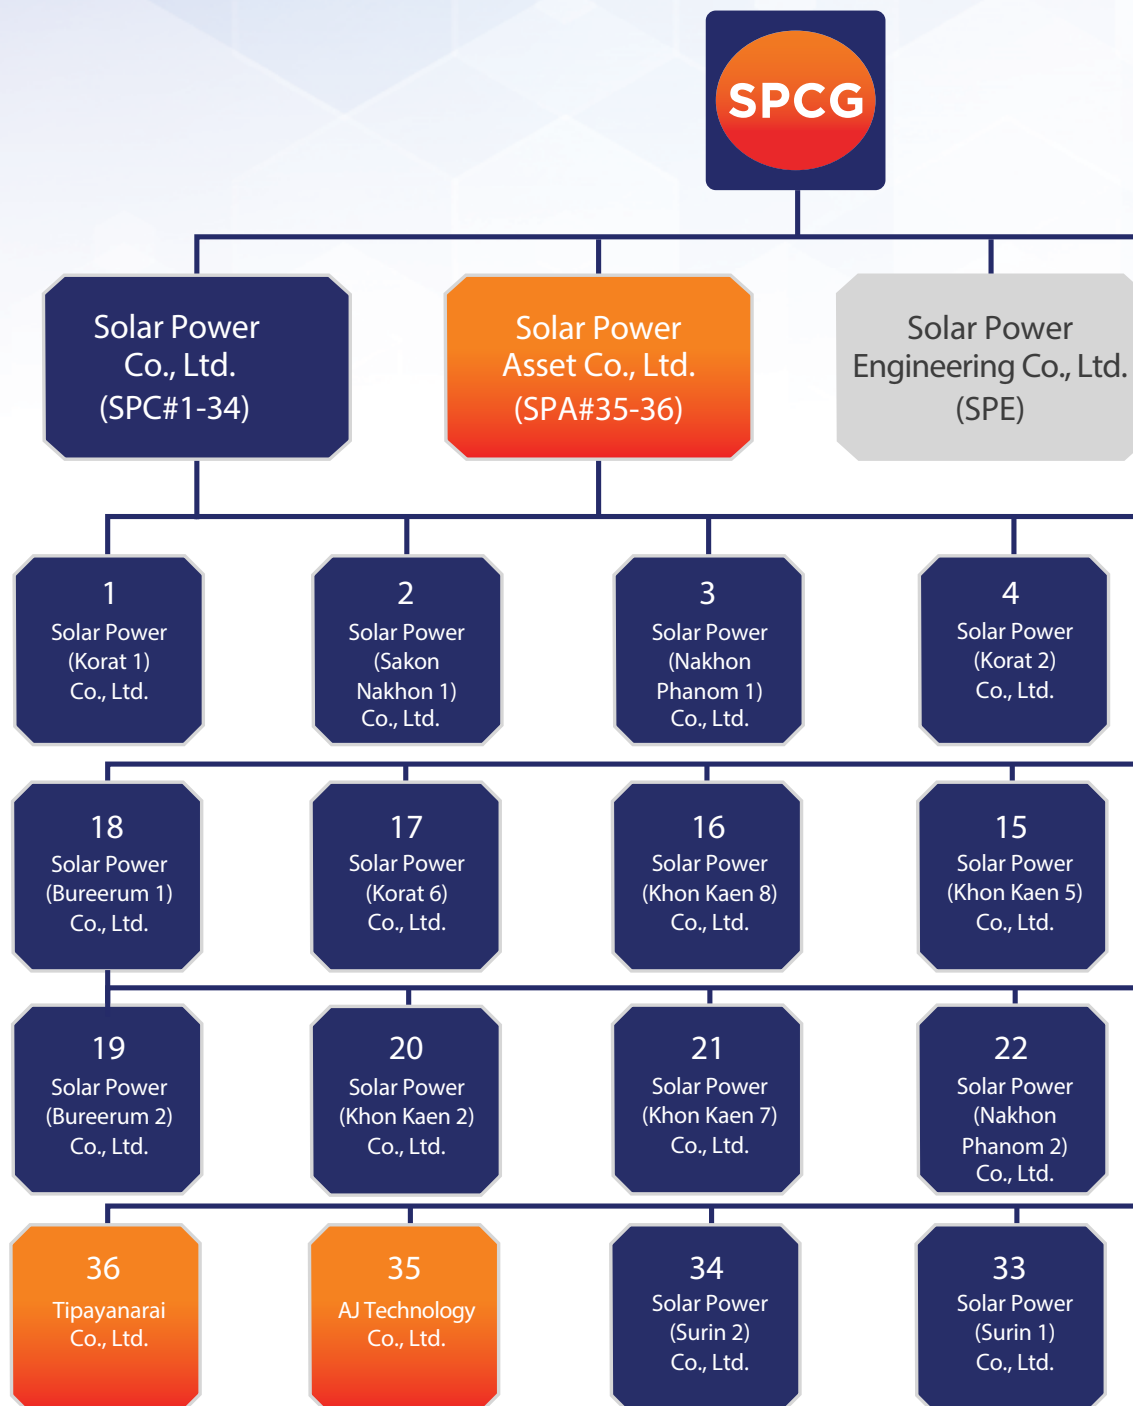 SPCG
Solar Power
Co., Ltd.
(SPC#1-34)
Solar Power
Asset Co., Ltd.
(SPA#35-36)
Solar Power
Engineering Co., Ltd.
(SPE)
1
Solar Power
(Korat 1)
Co., Ltd.
2
Solar Power
(Sakon
Nakhon 1)
Co., Ltd.
3
Solar Power
(Nakhon
Phanom 1)
Co., Ltd.
4
Solar Power
(Korat 2)
Co., Ltd.
18
Solar Power
(Bureerum 1)
Co., Ltd.
17
Solar Power
(Korat 6)
Co., Ltd.
16
Solar Power
(Khon Kaen 8)
Co., Ltd.
15
Solar Power
(Khon Kaen 5)
Co., Ltd.
19
Solar Power
(Bureerum 2)
Co., Ltd.
20
Solar Power
(Khon Kaen 2)
Co., Ltd.
21
Solar Power
(Khon Kaen 7)
Co., Ltd.
22
Solar Power
(Nakhon
Phanom 2)
Co., Ltd.
36
Tipayanarai
Co., Ltd.
35
AJ Technology
Co., Ltd.
34
Solar Power
(Surin 2)
Co., Ltd.
33
Solar Power
(Surin 1)
Co., Ltd.